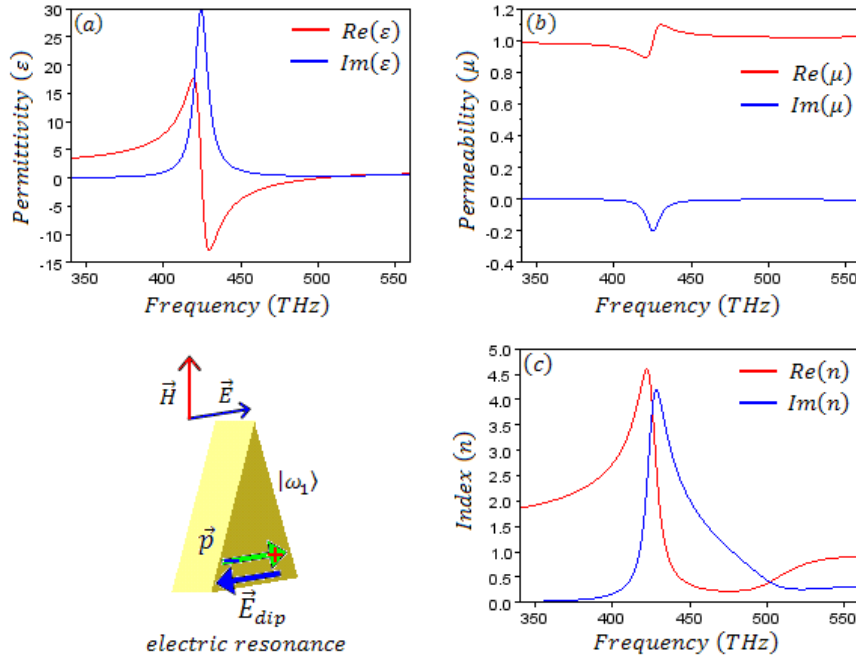 (a)
Re(ε)
Im(ε)
Permittivity (ε)
30
25
20
15
10
5
0
-5
-10
-15
350 400 450 500 550
Frequency (THz)
(b)
Re(μ)
Im(μ)
Permeability (μ)
1.2
1.0
0.8
0.6
0.4
0.2
0.0
-0.2
-0.4
350 400 450 500 550
Frequency (THz)
H⃗
E⃗
|ω₁⟩
p⃗
- +
E⃗dip
electric resonance
(c)
Re(n)
Im(n)
Index (n)
5.0
4.5
4.0
3.5
3.0
2.5
2.0
1.5
1.0
0.5
0.0
350 400 450 500 550
Frequency (THz)